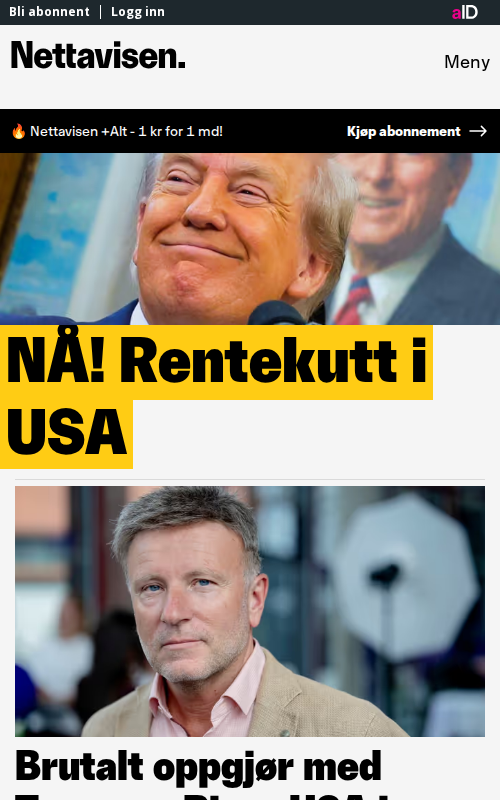 Bli abonnent | Logg inn
aID
Nettavisen.
Meny
🔥 Nettavisen +Alt - 1 kr for 1 md!
Kjøp abonnement →
NÅ! Rentekutt i
USA
Brutalt oppgjør med